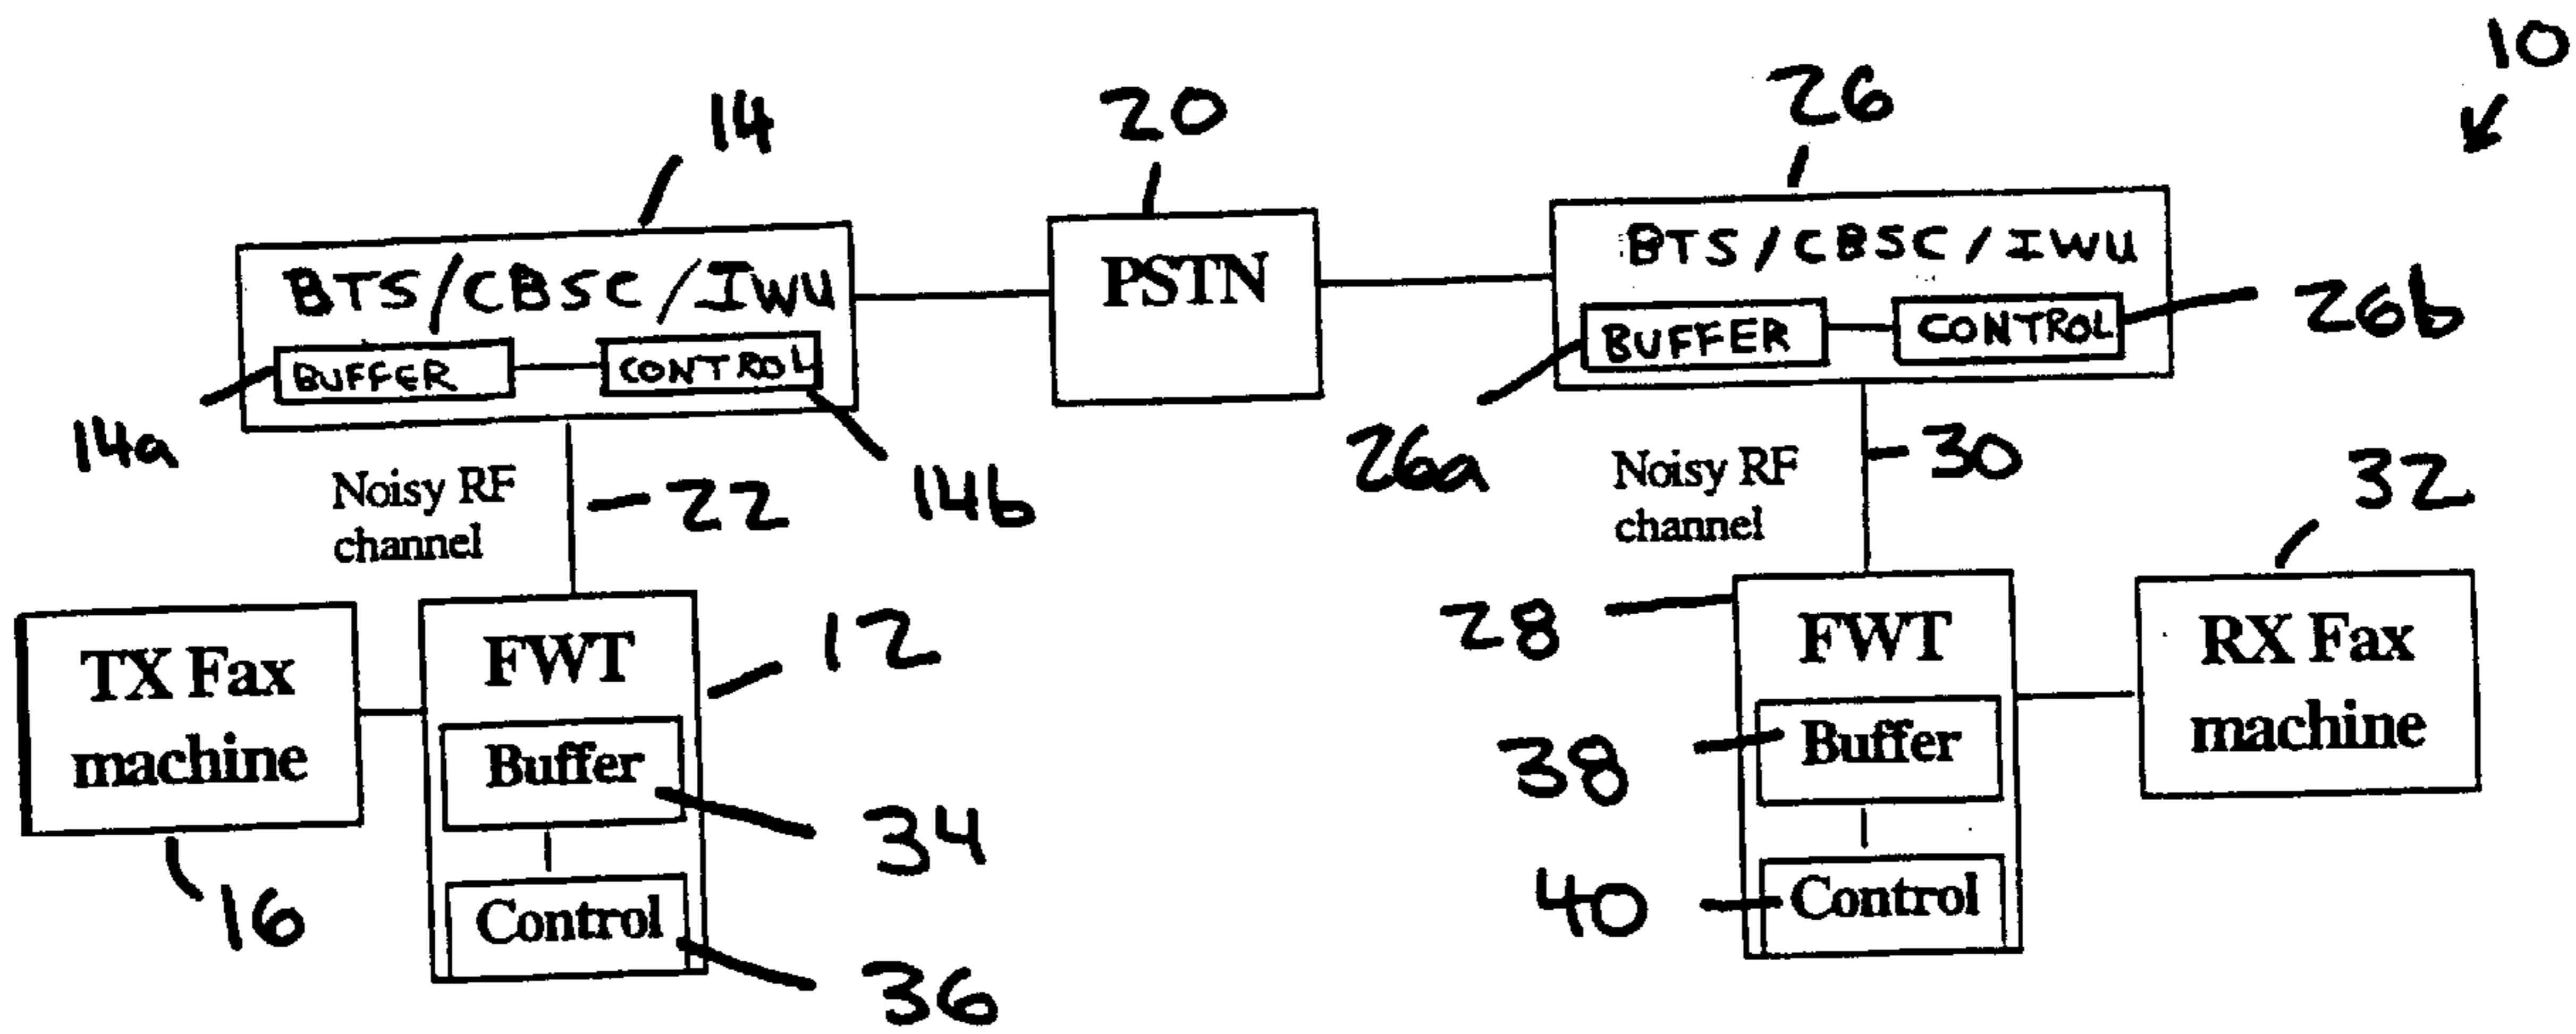 10
14
20
26
BTS/CBSC/IWU
PSTN
BTS/CBSC/IWU
BUFFER
CONTROL
BUFFER
CONTROL
26b
14a
14b
26a
Noisy RF
channel
22
Noisy RF
channel
30
32
TX Fax
machine
16
FWT
12
Buffer
34
Control
36
28
FWT
38
Buffer
40
Control
RX Fax
machine